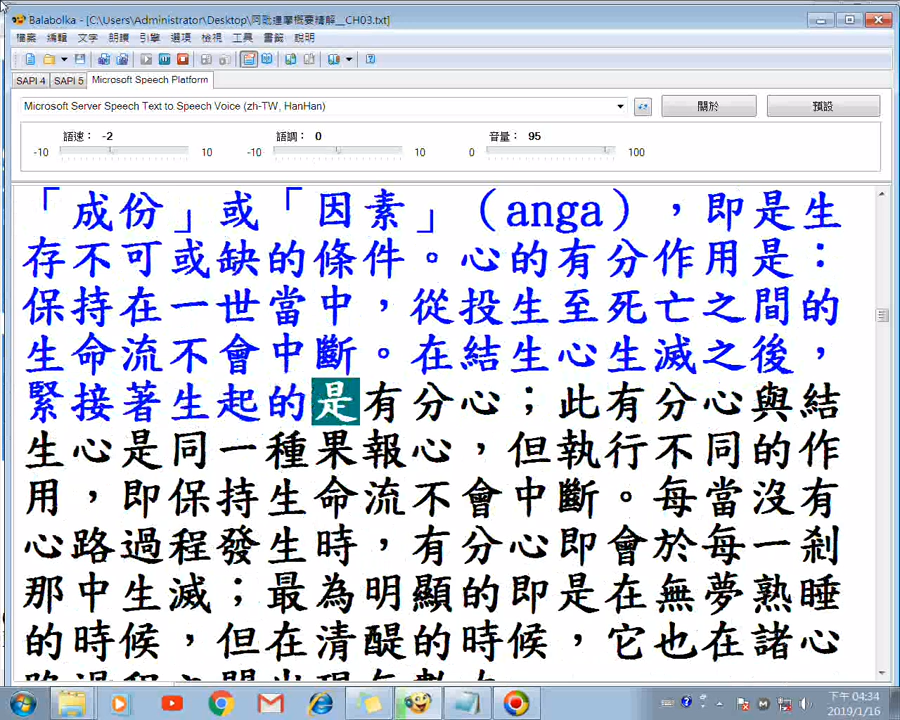 Balabolka - [C:\Users\Administrator\Desktop\阿毗達摩概要精解__CH03.txt]
檔案 編輯 文字 朗讀 引擎 選項 檢視 工具 書籤 說明
SAPI 4 SAPI 5 Microsoft Speech Platform
Microsoft Server Speech Text to Speech Voice (zh-TW, HanHan) 關於 預設
語速： -2 語調： 0 音量： 95
-10 10 -10 10 0 100
「成份」或「因素」（anga），即是生
存不可或缺的條件。心的有分作用是：
保持在一世當中，從投生至死亡之間的
生命流不會中斷。在結生心生滅之後，
緊接著生起的是有分心；此有分心與結
生心是同一種果報心，但執行不同的作
用，即保持生命流不會中斷。每當沒有
心路過程發生時，有分心即會於每一剎
那中生滅；最為明顯的即是在無夢熟睡
的時候，但在清醒的時候，它也在諸心
下午 04:34
2019/1/16